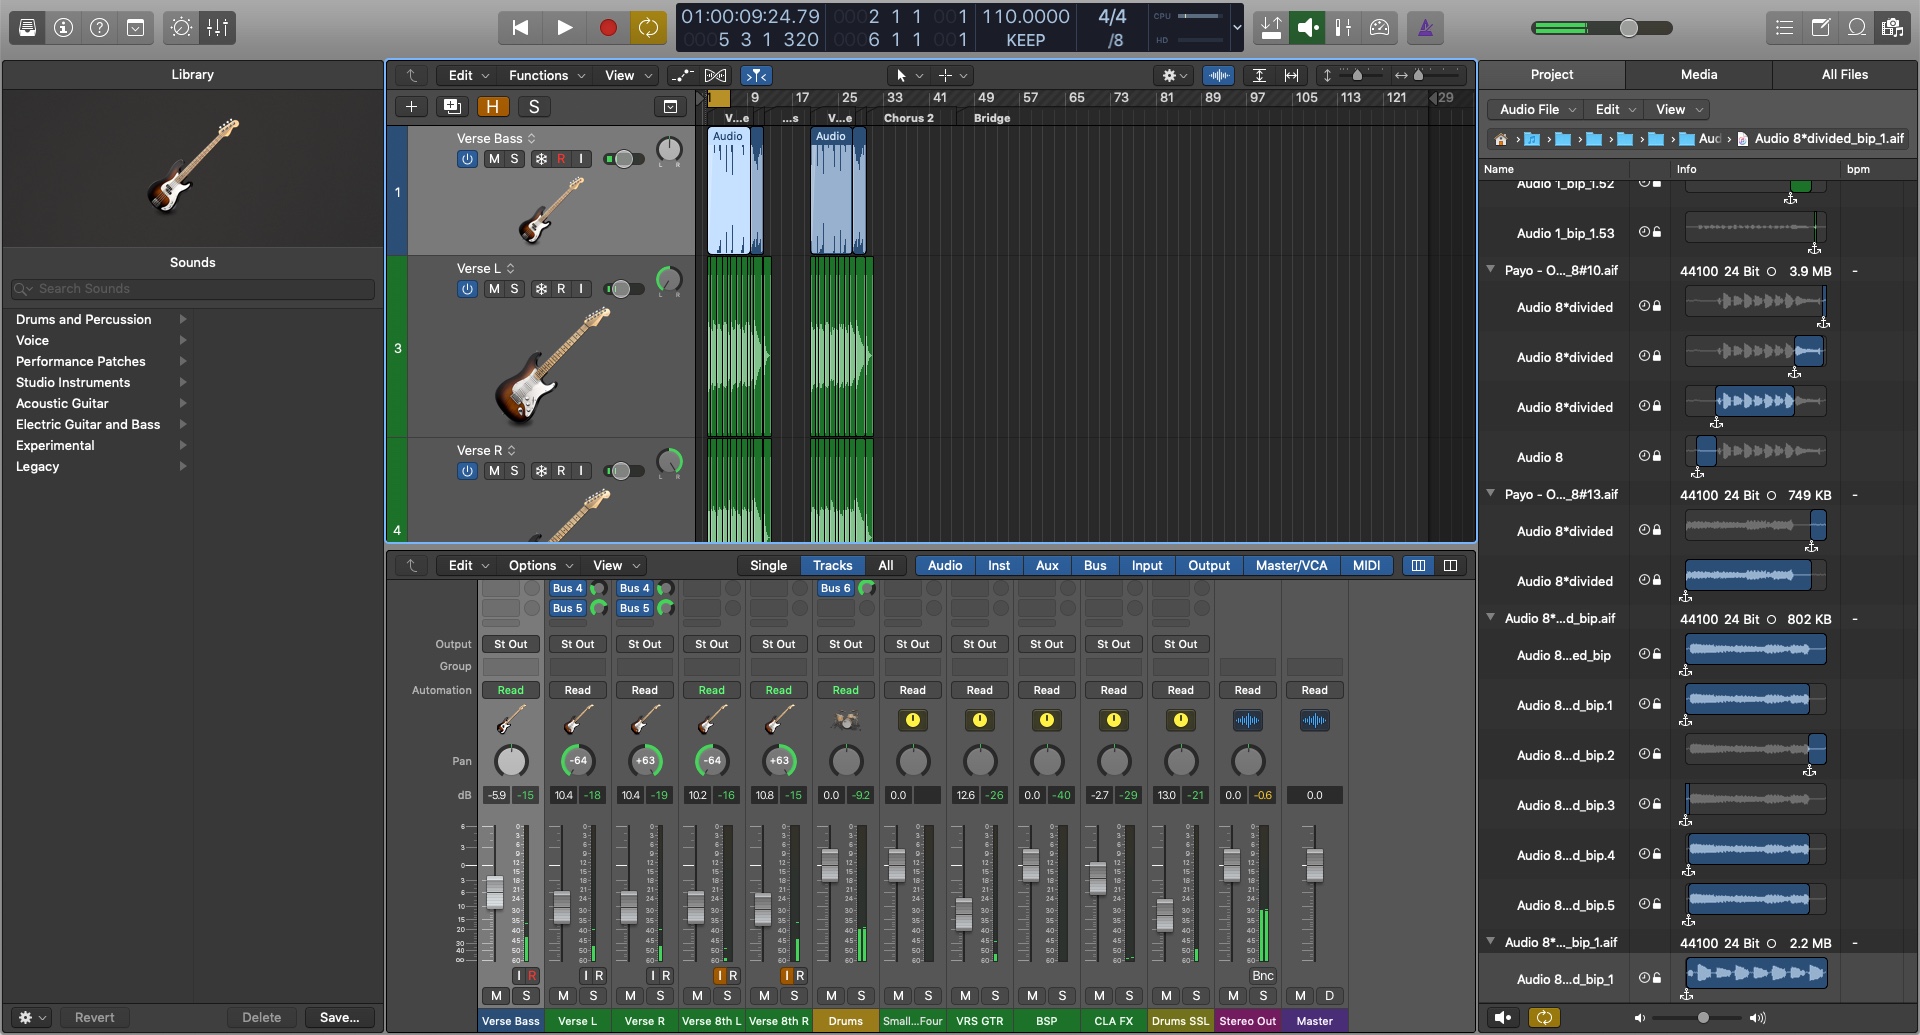 01:00:09:24.79 0002 1 1 001 110.0000 4/4 CPU
0005 3 1 320 0006 1 1 001 KEEP /8 HD
Library
Sounds
Search Sounds
Drums and Percussion
Voice
Performance Patches
Studio Instruments
Acoustic Guitar
Electric Guitar and Bass
Experimental
Legacy
Revert Delete Save...
Edit Functions View
H S
1 9 17 25 33 41 49 57 65 73 81 89 97 105 113 121 129
V...e ...s V...e Chorus 2 Bridge
1
Verse Bass
M S R I
L R
Audio Audio
3
Verse L
M S R I
L R
4
Verse R
M S R I
L R
Edit Options View Single Tracks All Audio Inst Aux Bus Input Output Master/VCA MIDI
Bus 4 Bus 4 Bus 6
Bus 5 Bus 5
Output St Out St Out St Out St Out St Out St Out St Out St Out St Out St Out St Out
Group
Automation Read Read Read Read Read Read Read Read Read Read Read Read Read
Pan -64 +63 -64 +63
dB -5.9 -15 10.4 -18 10.4 -19 10.2 -16 10.8 -15 0.0 -9.2 0.0 12.6 -26 0.0 -40 -2.7 -29 13.0 -21 0.0 -0.6 0.0
I R I R I R I R I R Bnc
M S M S M S M S M S M S M S M S M S M S M S M S M D
Verse Bass Verse L Verse R Verse 8th L Verse 8th R Drums Small...Four VRS GTR BSP CLA FX Drums SSL Stereo Out Master
Project Media All Files
Audio File Edit View
Aud Audio 8*divided_bip_1.aif
Name Info bpm
Audio 1_bip_1.52
Audio 1_bip_1.53
Payo - O..._8#10.aif 44100 24 Bit 3.9 MB -
Audio 8*divided
Audio 8*divided
Audio 8*divided
Audio 8
Payo - O..._8#13.aif 44100 24 Bit 749 KB -
Audio 8*divided
Audio 8*divided
Audio 8*...d_bip.aif 44100 24 Bit 802 KB -
Audio 8...ed_bip
Audio 8...d_bip.1
Audio 8...d_bip.2
Audio 8...d_bip.3
Audio 8...d_bip.4
Audio 8...d_bip.5
Audio 8*..._bip_1.aif 44100 24 Bit 2.2 MB -
Audio 8...d_bip_1